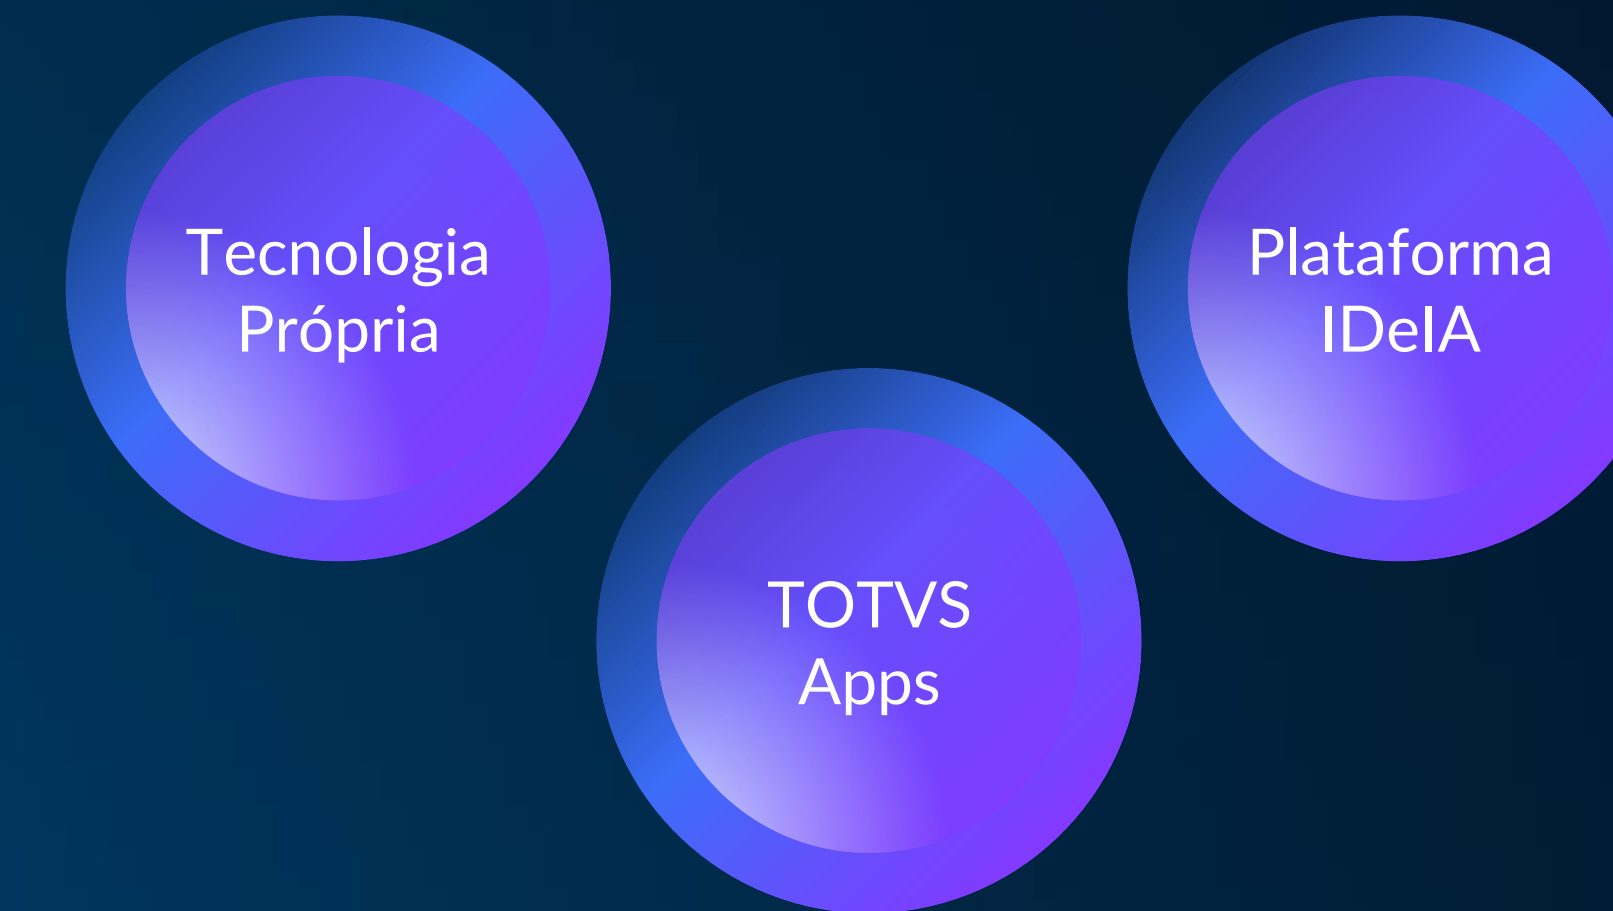 Tecnologia
Própria
TOTVS
Apps
Plataforma
IDeIA